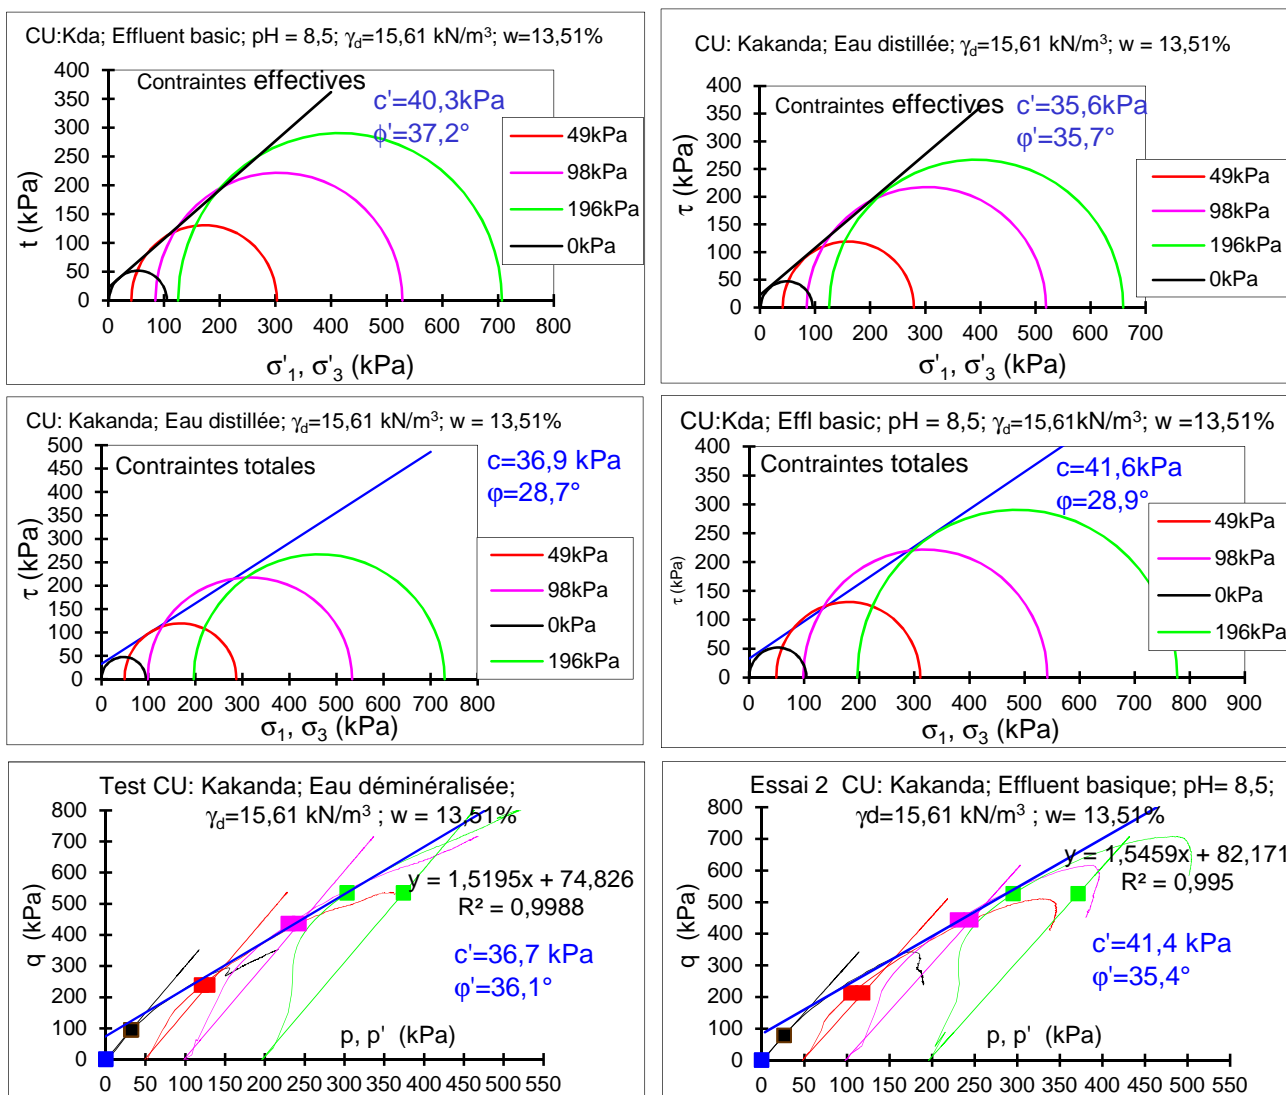 CU:Kda; Effluent basic; pH = 8,5; γd=15,61 kN/m³; w=13,51%
400
350
300
250
200
150
100
50
0
t (kPa)
Contraintes effectives
c'=40,3kPa
ϕ'=37,2°
49kPa
98kPa
196kPa
0kPa
0 100 200 300 400 500 600 700 800
σ'1, σ'3 (kPa)
CU: Kakanda; Eau distillée; γd=15,61 kN/m³; w = 13,51%
400
350
300
250
200
150
100
50
0
τ (kPa)
Contraintes effectives
c'=35,6kPa
φ'=35,7°
49kPa
98kPa
196kPa
0kPa
0 100 200 300 400 500 600 700
σ'1, σ'3 (kPa)
CU: Kakanda; Eau distillée; γd=15,61 kN/m³; w = 13,51%
500
450
400
350
300
250
200
150
100
50
0
τ (kPa)
Contraintes totales
c=36,9 kPa
φ=28,7°
49kPa
98kPa
0kPa
196kPa
0 100 200 300 400 500 600 700 800
σ1, σ3 (kPa)
CU:Kda; Effl basic; pH = 8,5; γd=15,61kN/m³; w =13,51%
400
350
300
250
200
150
100
50
0
τ (kPa)
Contraintes totales
c=41,6kPa
φ=28,9°
49kPa
98kPa
0kPa
196kPa
0 100 200 300 400 500 600 700 800 900
σ1, σ3 (kPa)
Test CU: Kakanda; Eau déminéralisée;
γd=15,61 kN/m³ ; w = 13,51%
800
700
600
500
400
300
200
100
0
q (kPa)
y = 1,5195x + 74,826
R² = 0,9988
c'=36,7 kPa
φ'=36,1°
p, p' (kPa)
0 50 100 150 200 250 300 350 400 450 500 550
Essai 2 CU: Kakanda; Effluent basique; pH= 8,5;
γd=15,61 kN/m³ ; w= 13,51%
800
700
600
500
400
300
200
100
0
q (kPa)
y = 1,5459x + 82,171
R² = 0,995
c'=41,4 kPa
φ'=35,4°
p, p' (kPa)
0 50 100 150 200 250 300 350 400 450 500 550